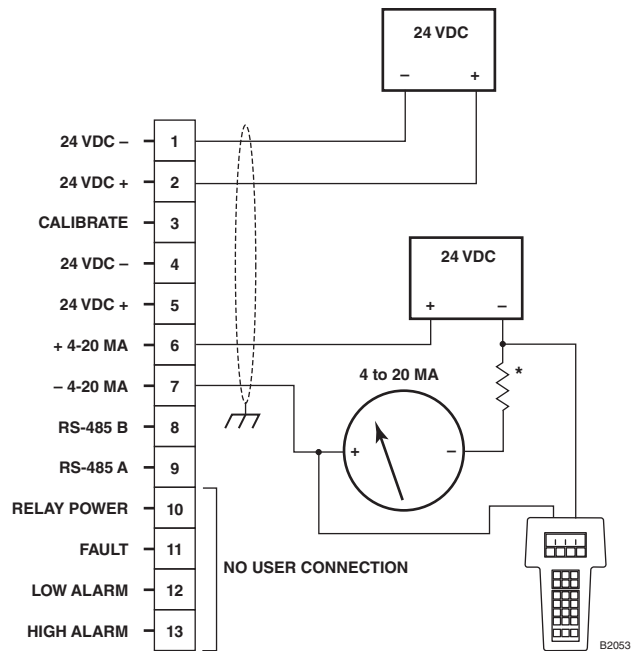 24 VDC
– +
24 VDC – 1
24 VDC + 2
CALIBRATE 3
24 VDC – 4
24 VDC + 5
+ 4-20 MA 6
– 4-20 MA 7
RS-485 B 8
RS-485 A 9
RELAY POWER 10
FAULT 11
LOW ALARM 12
HIGH ALARM 13
NO USER CONNECTION
24 VDC
+ –
4 to 20 MA
*
+ –
B2053